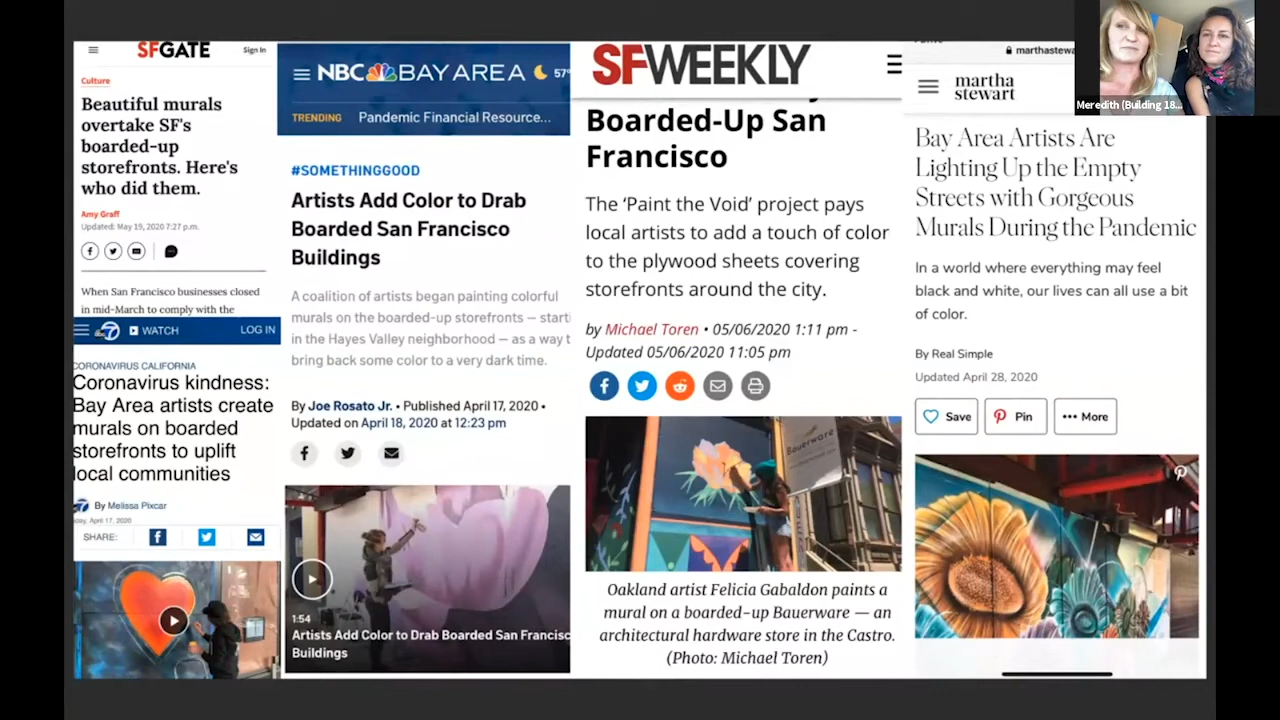 SFGATE
Sign In
Culture
Beautiful murals
overtake SF's
boarded-up
storefronts. Here's
who did them.
Amy Graff
Updated: May 19, 2020 7:27 p.m.
When San Francisco businesses closed
in mid-March to comply with the
abc 7 WATCH LOG IN
CORONAVIRUS CALIFORNIA
Coronavirus kindness:
Bay Area artists create
murals on boarded
storefronts to uplift
local communities
By Melissa Pixcar
April 17, 2020
SHARE:
NBC BAY AREA 57°
TRENDING Pandemic Financial Resource...
#SOMETHINGGOOD
Artists Add Color to Drab
Boarded San Francisco
Buildings
A coalition of artists began painting colorful
murals on the boarded-up storefronts — starti
in the Hayes Valley neighborhood — as a way t
bring back some color to a very dark time.
By Joe Rosato Jr. • Published April 17, 2020 •
Updated on April 18, 2020 at 12:23 pm
1:54
Artists Add Color to Drab Boarded San Francisc
Buildings
SFWEEKLY
Boarded-Up San
Francisco
The ‘Paint the Void’ project pays
local artists to add a touch of color
to the plywood sheets covering
storefronts around the city.
by Michael Toren • 05/06/2020 1:11 pm -
Updated 05/06/2020 11:05 pm
Bauerware
Oakland artist Felicia Gabaldon paints a
mural on a boarded-up Bauerware — an
architectural hardware store in the Castro.
(Photo: Michael Toren)
marthastewa
martha
stewart
Bay Area Artists Are
Lighting Up the Empty
Streets with Gorgeous
Murals During the Pandemic
In a world where everything may feel
black and white, our lives can all use a bit
of color.
By Real Simple
Updated April 28, 2020
Save Pin ••• More
Meredith (Building 18...